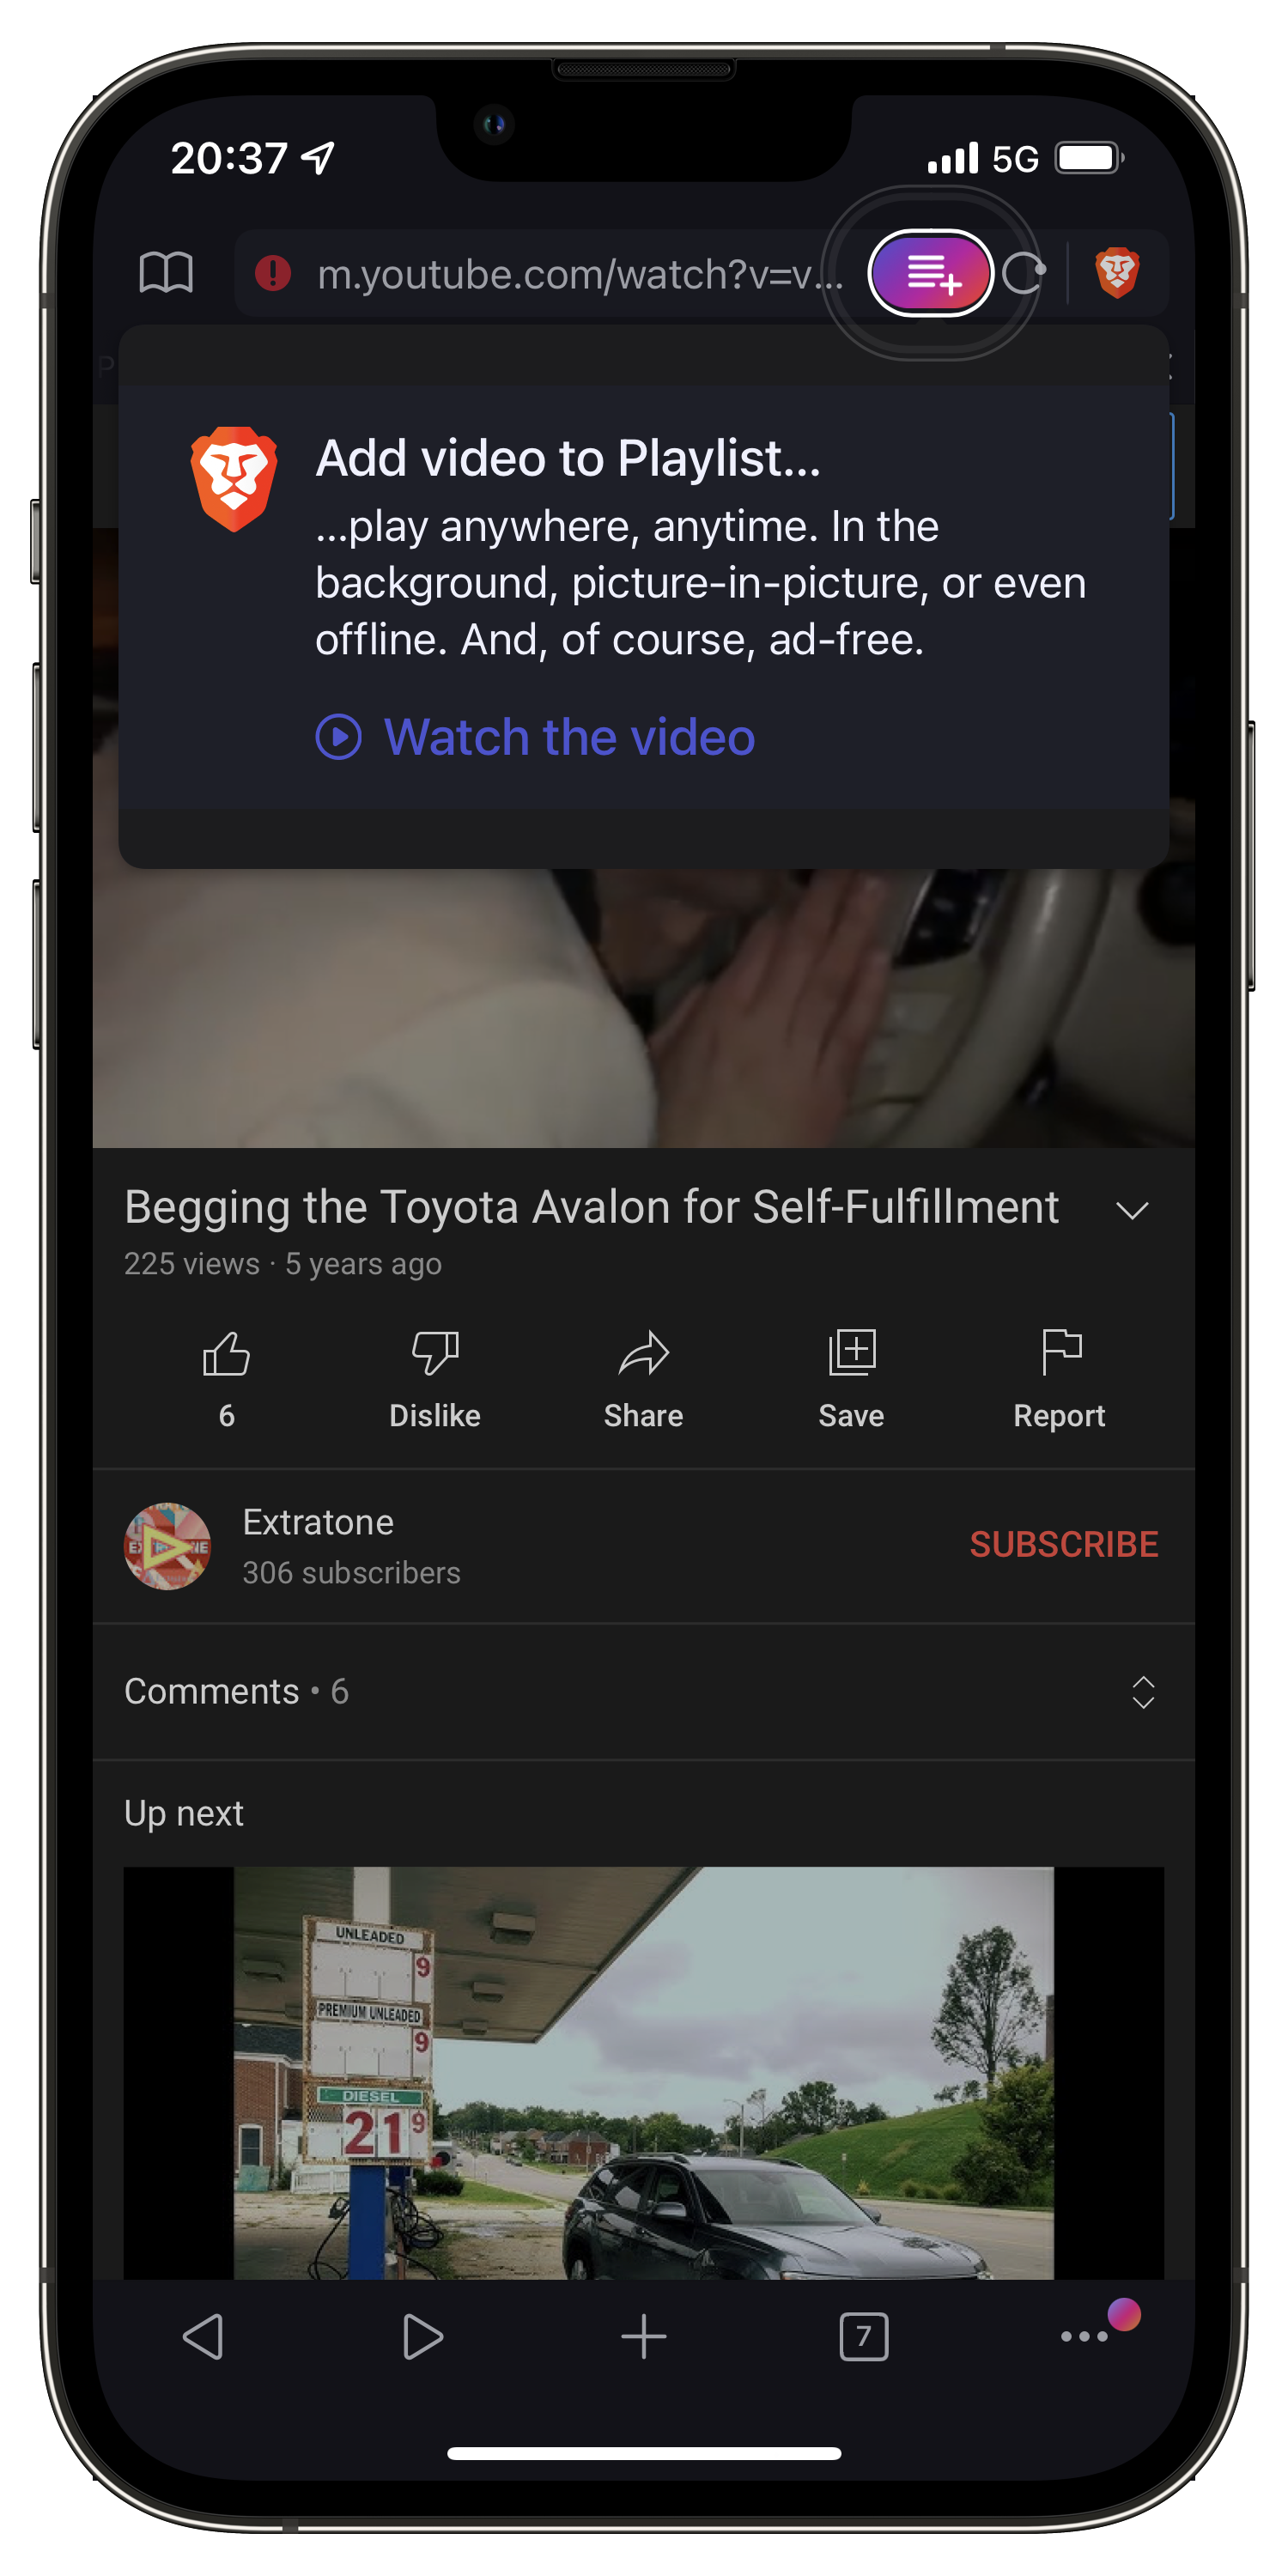 20:37
5G
m.youtube.com/watch?v=v...
P
Add video to Playlist...
...play anywhere, anytime. In the
background, picture-in-picture, or even
offline. And, of course, ad-free.
Watch the video
Begging the Toyota Avalon for Self-Fulfillment
225 views · 5 years ago
6
Dislike
Share
Save
Report
Extratone
306 subscribers
SUBSCRIBE
Comments • 6
Up next
UNLEADED
9
PREMIUM UNLEADED
9
DIESEL
21 9
7